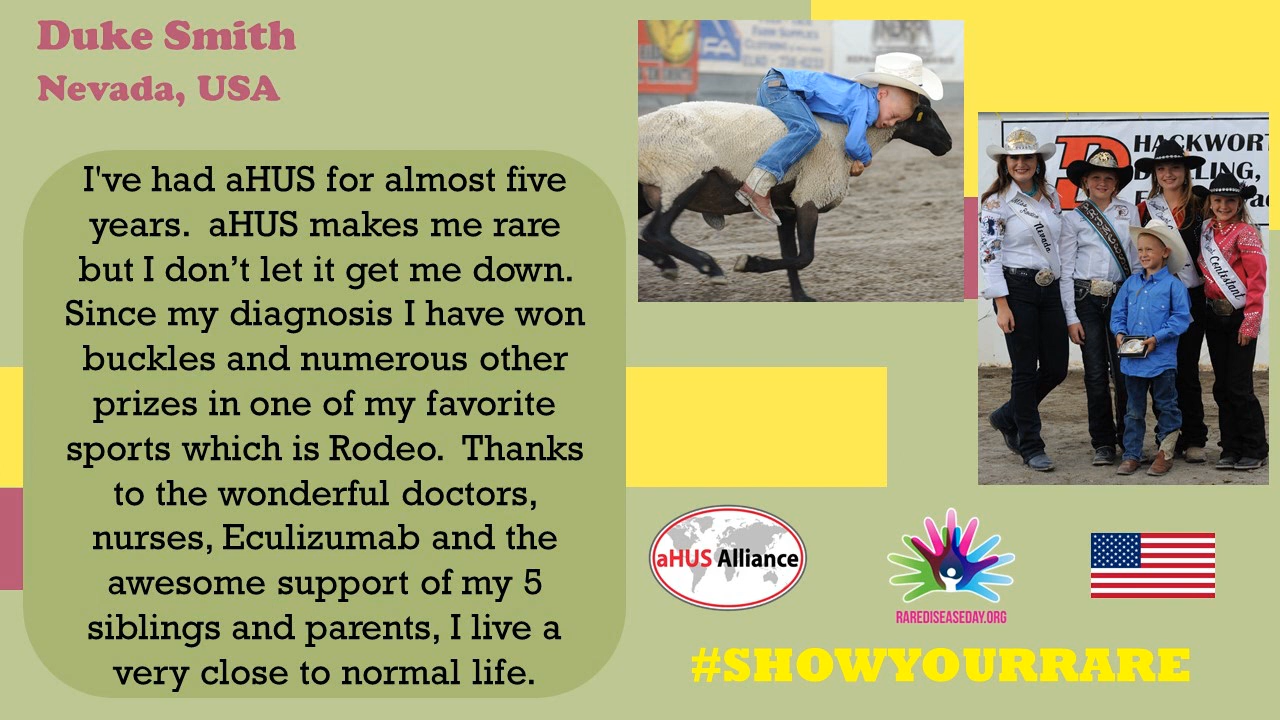 Duke Smith
Nevada, USA
I've had aHUS for almost five
years.  aHUS makes me rare
but I don’t let it get me down.
Since my diagnosis I have won
buckles and numerous other
prizes in one of my favorite
sports which is Rodeo.  Thanks
to the wonderful doctors,
nurses, Eculizumab and the
awesome support of my 5
siblings and parents, I live a
very close to normal life.
HACKWORT
Nevada
Contestant
aHUS Alliance
RAREDISEASEDAY.ORG
#SHOWYOURRARE